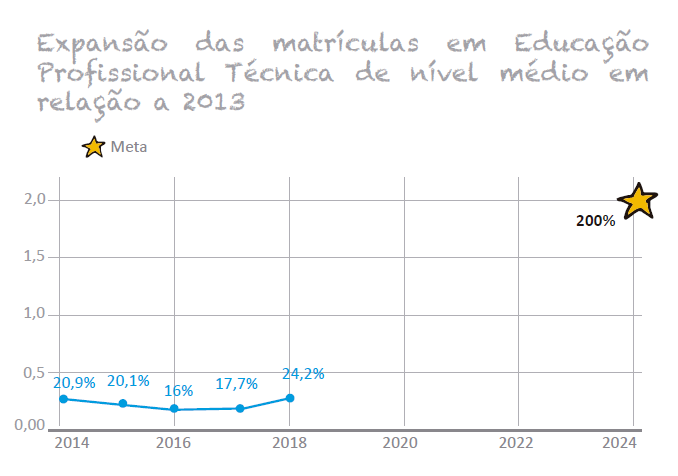 Expansão das matrículas em Educação
Profissional Técnica de nível médio em
relação a 2013
Meta
2,0
200%
1,5
1,0
0,5
20,9% 20,1% 16% 17,7% 24,2%
0,00
2014 2016 2018 2020 2022 2024